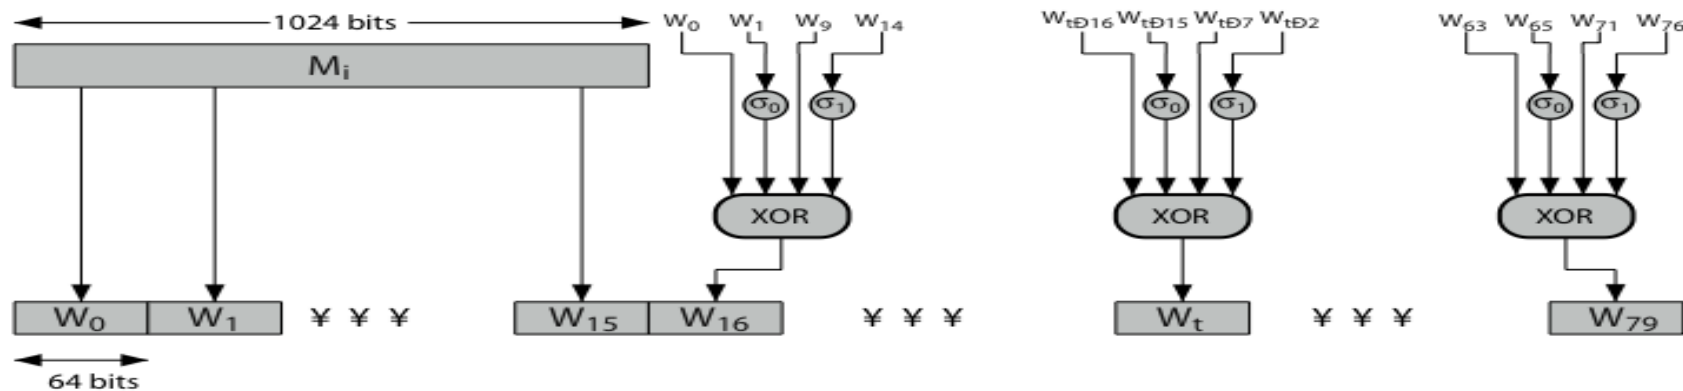 1024 bits W₀ W₁ W₉ W₁₄ WₜÐ₁₆ WₜÐ₁₅ WₜÐ₇ WₜÐ₂ W₆₃ W₆₅ W₇₁ W₇₆
Mᵢ
σ₀ σ₁ σ₀ σ₁ σ₀ σ₁
XOR XOR XOR
W₀ W₁ ¥ ¥ ¥ W₁₅ W₁₆ ¥ ¥ ¥ Wₜ ¥ ¥ ¥ W₇₉
64 bits